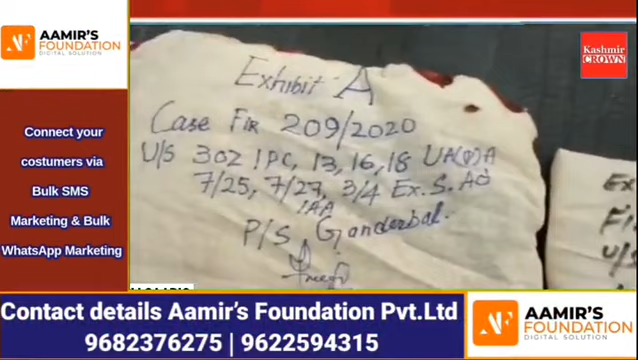 AAMIR'S
FOUNDATION
DIGITAL SOLUTION
Kashmir
CROWN
Exhibit - A
Case FIR 209/2020
U/S 302 IPC, 13, 16, 18 UA(P)A
7/25, 7/27, 3/4 Ex. S. Act
IAA
P/S Ganderbal.
Ex
FI
U/S
Connect your
costumers via
Bulk SMS
Marketing & Bulk
WhatsApp Marketing
Contact details Aamir's Foundation Pvt.Ltd
9682376275 | 9622594315
AAMIR'S
FOUNDATION
DIGITAL SOLUTION